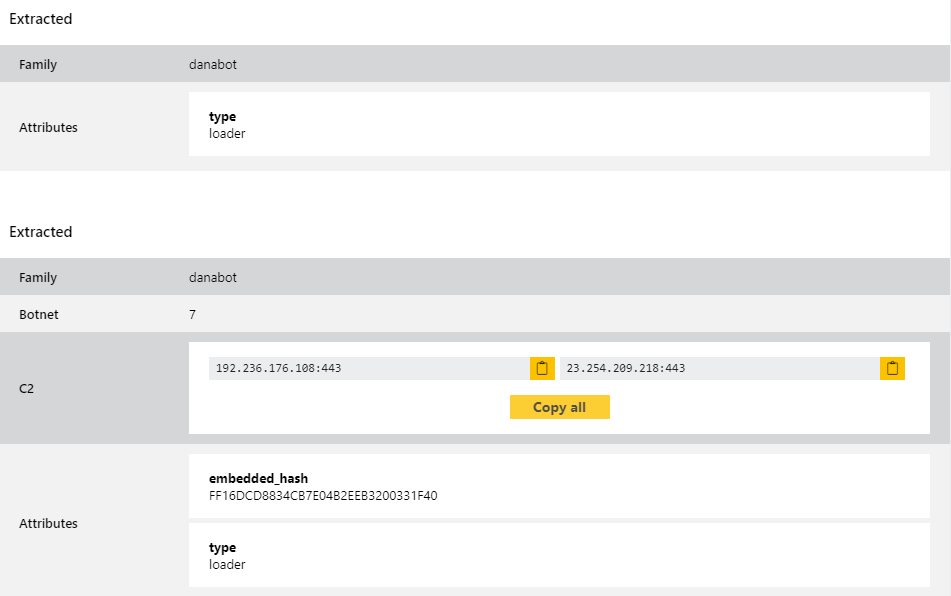 Extracted
Family danabot
Attributes
type
loader
Extracted
Family danabot
Botnet 7
C2
192.236.176.108:443 23.254.209.218:443
Copy all
Attributes
embedded_hash
FF16DCD8834CB7E04B2EEB3200331F40
type
loader